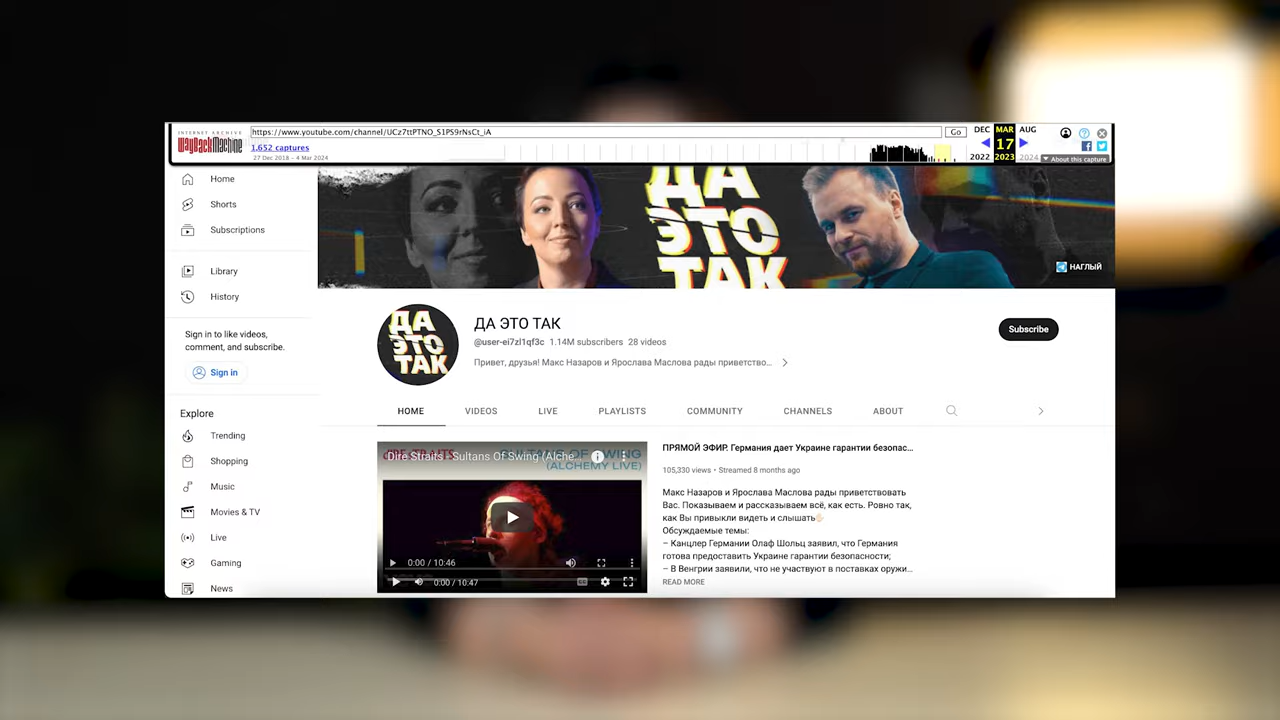 INTERNET ARCHIVE
WayBackMachine
https://www.youtube.com/channel/UCz7ttPTNO_S1PS9rNsCt_iA
Go
DEC
MAR
AUG
1,652 captures
17
27 Dec 2018 – 4 Mar 2024
2022
2023
2024
About this capture
Home
Shorts
Subscriptions
Library
History
Sign in to like videos,
comment, and subscribe.
Sign in
Explore
Trending
Shopping
Music
Movies & TV
Live
Gaming
News
ДА
ЭТО
ТАК
НАГЛЫЙ
ДА
ЭТО
ТАК
ДА ЭТО ТАК
@user-ei7zl1qf3c 1.14M subscribers 28 videos
Привет, друзья! Макс Назаров и Ярослава Маслова рады приветство...
Subscribe
HOME
VIDEOS
LIVE
PLAYLISTS
COMMUNITY
CHANNELS
ABOUT
Dire Straits - Sultans Of Swing (Alche...
(ALCHEMY LIVE)
0:00 / 10:46
0:00 / 10:47
ПРЯМОЙ ЭФИР. Германия дает Украине гарантии безопас...
105,330 views • Streamed 8 months ago
Макс Назаров и Ярослава Маслова рады приветствовать
Вас. Показываем и рассказываем всё, как есть. Ровно так,
как Вы привыкли видеть и слышать
Обсуждаемые темы:
– Канцлер Германии Олаф Шольц заявил, что Германия
готова предоставить Украине гарантии безопасности;
– В Венгрии заявили, что не участвуют в поставках оружи...
READ MORE